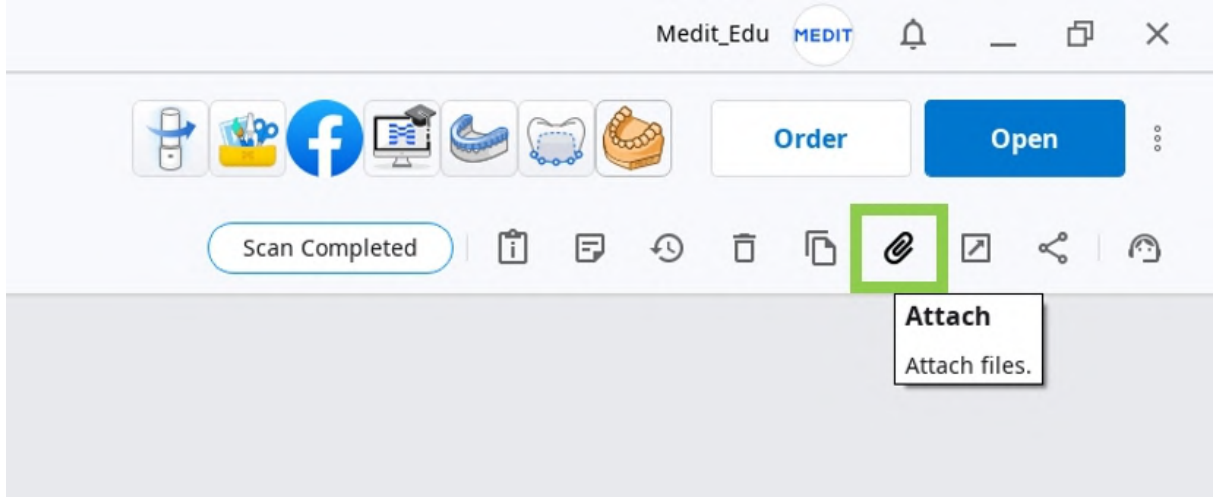 Medit_Edu MEDIT
Order Open
Scan Completed
Attach
Attach files.